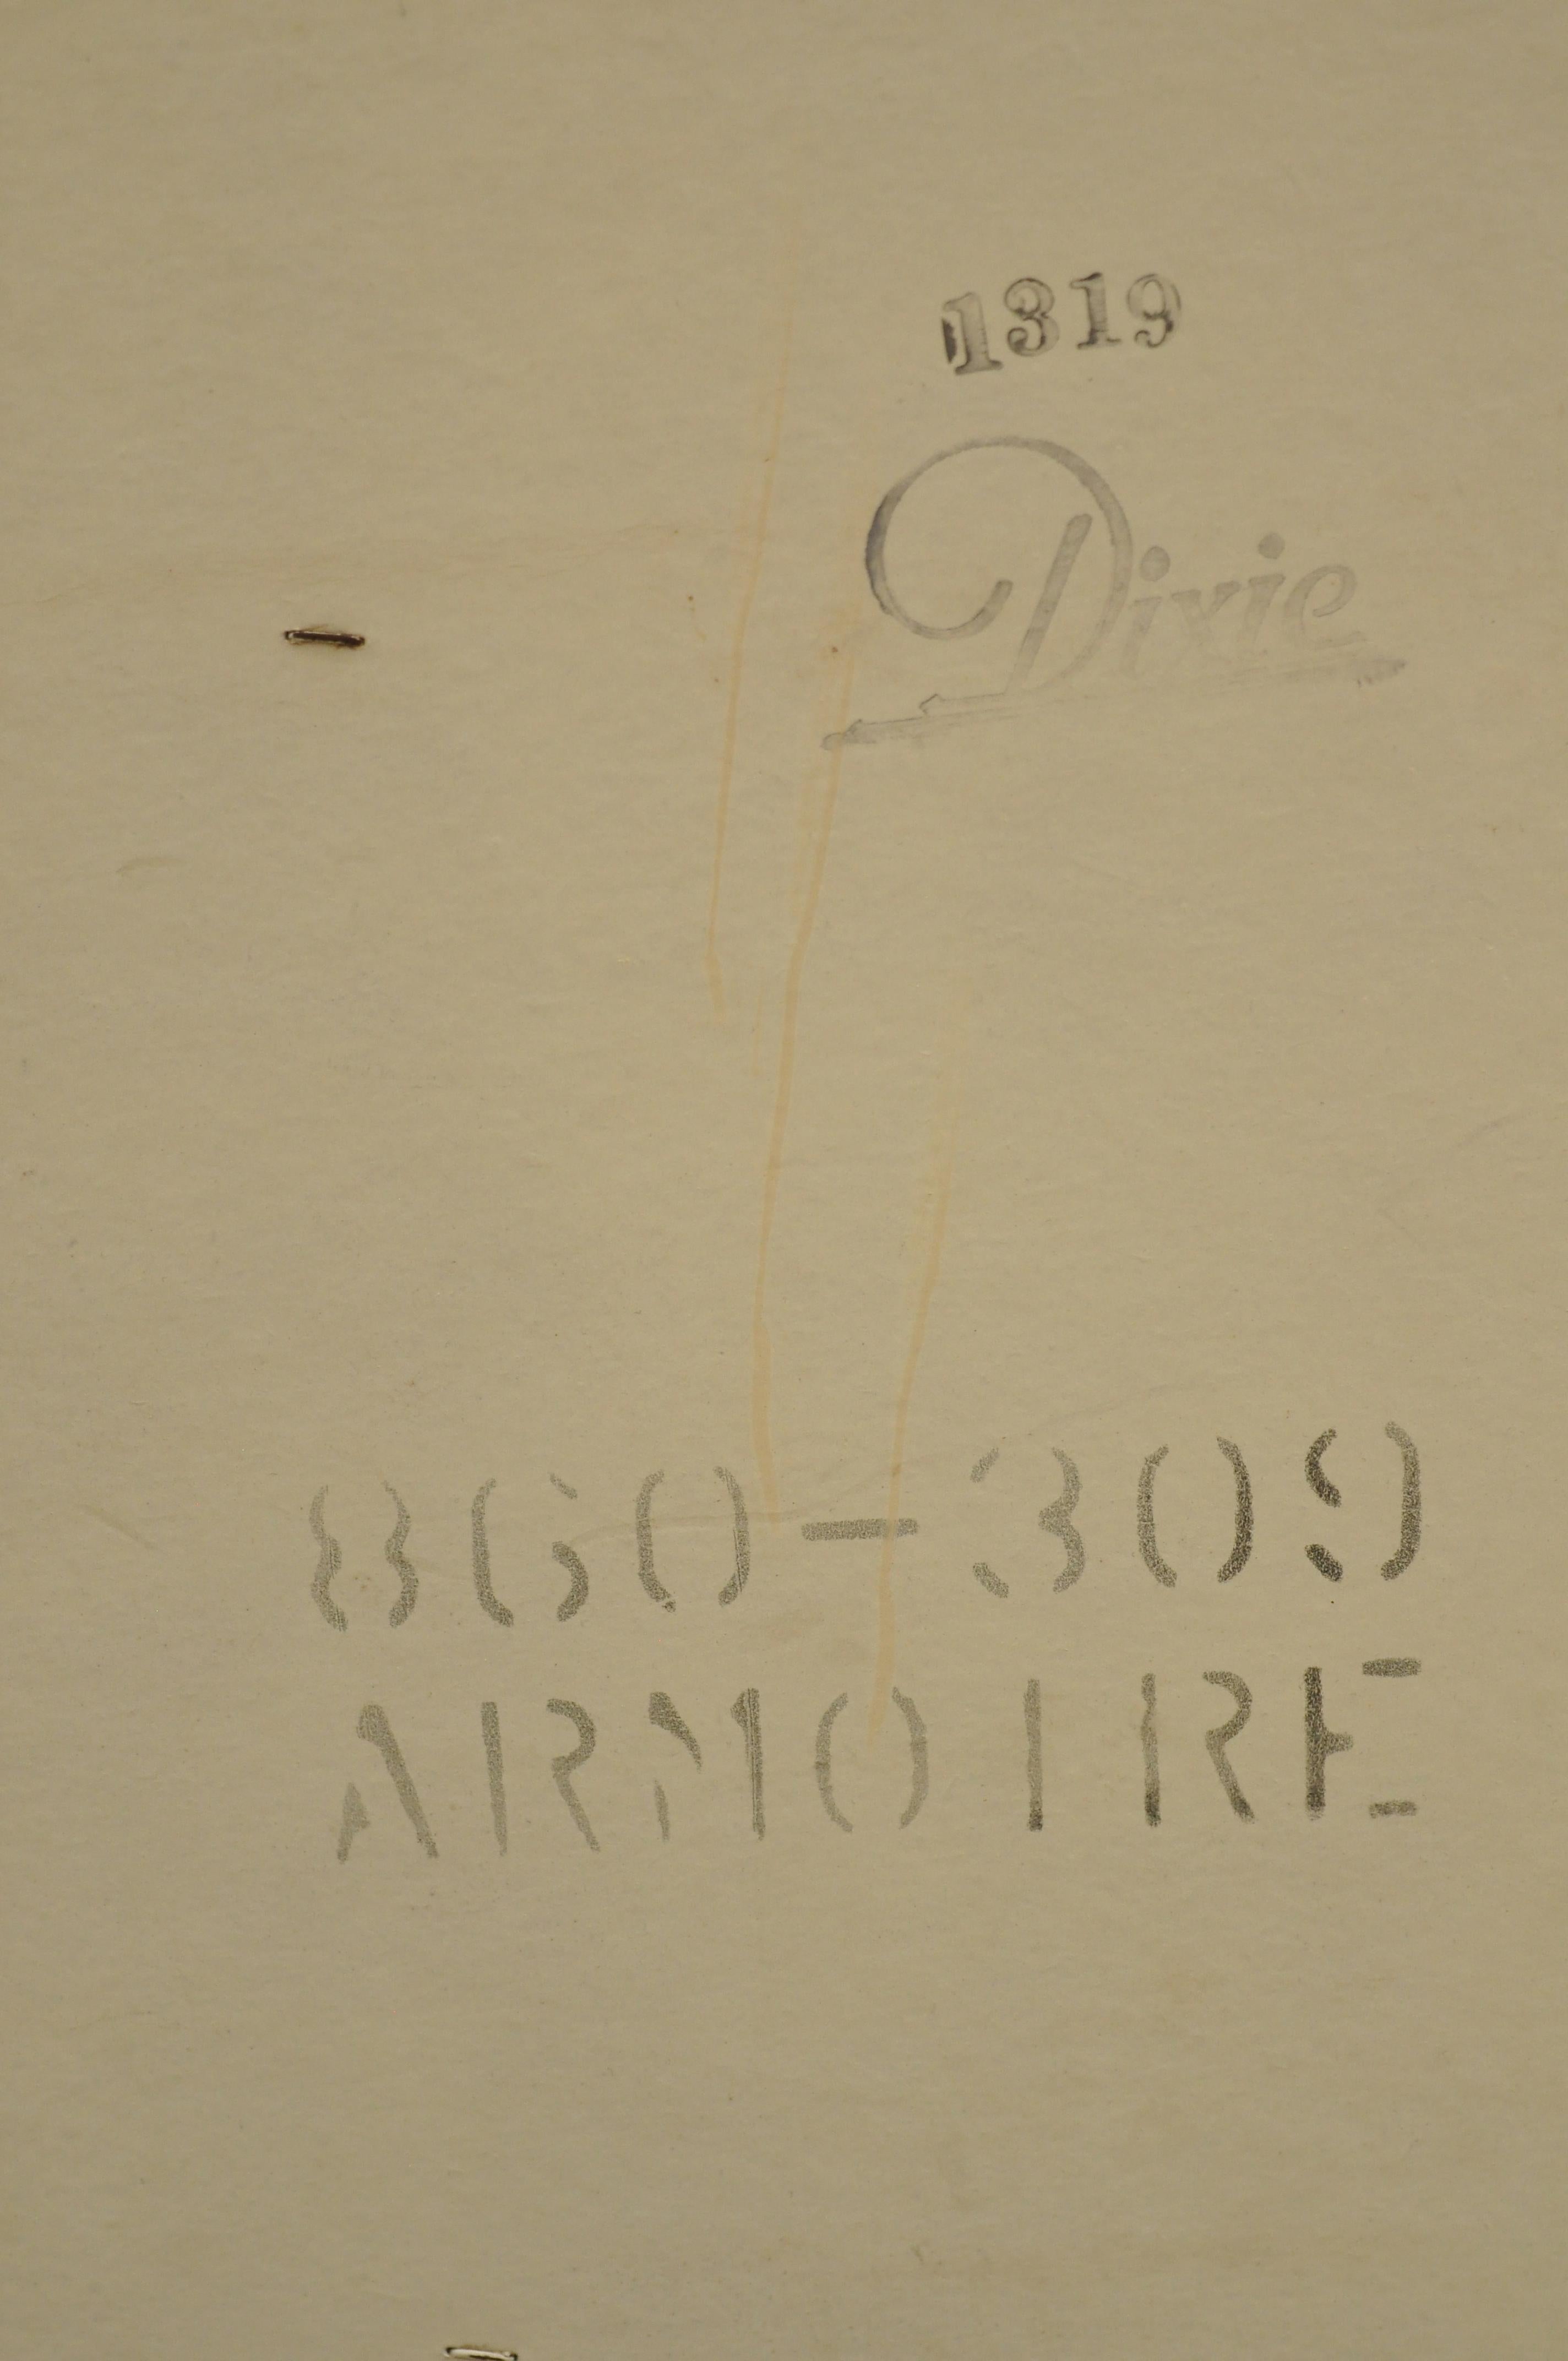 1319
Dixie
860-309
ARMOIRE